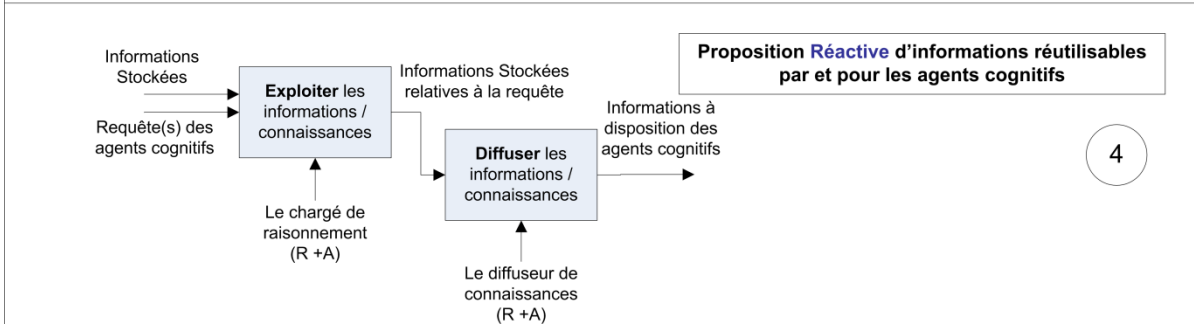 Informations
Stockées
Requête(s) des
agents cognitifs
Exploiter les
informations /
connaissances
Le chargé de
raisonnement
(R +A)
Informations Stockées
relatives à la requête
Diffuser les
informations /
connaissances
Le diffuseur de
connaissances
(R +A)
Informations à
disposition des
agents cognitifs
Proposition Réactive d’informations réutilisables
par et pour les agents cognitifs
4